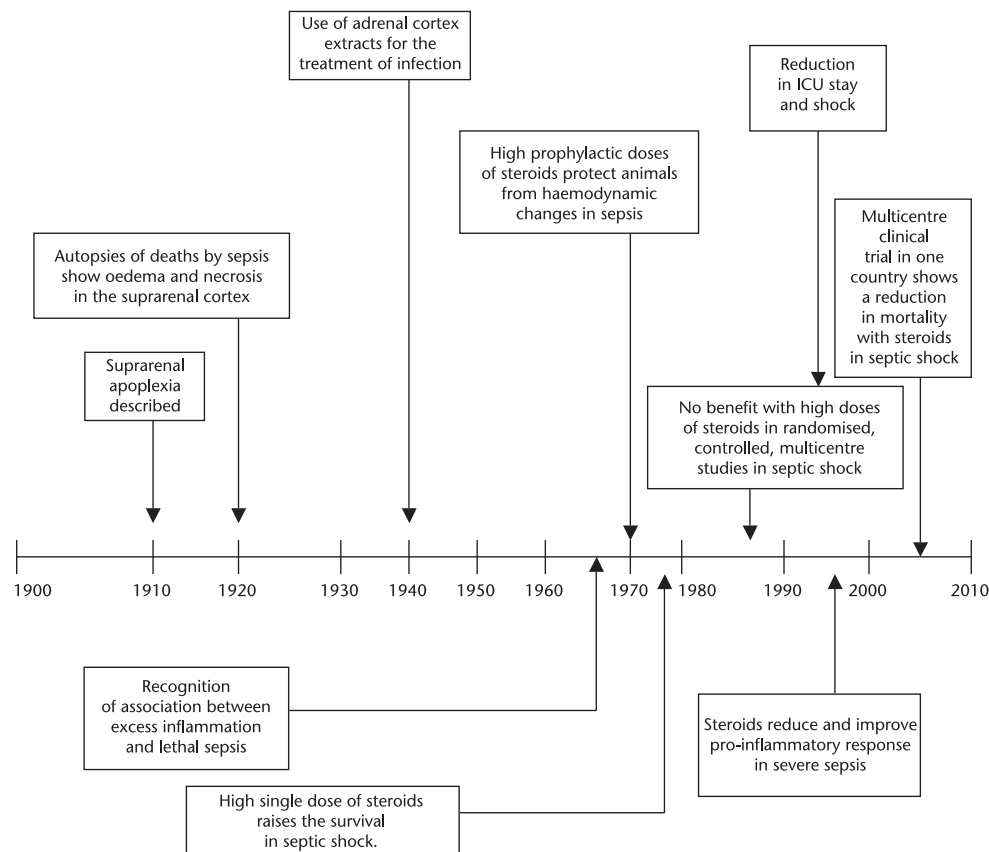 Use of adrenal cortex
extracts for the
treatment of infection
Reduction
in ICU stay
and shock
High prophylactic doses
of steroids protect animals
from haemodynamic
changes in sepsis
Multicentre
clinical
trial in one
country shows
a reduction
in mortality
with steroids
in septic shock
Autopsies of deaths by sepsis
show oedema and necrosis
in the suprarenal cortex
Suprarenal
apoplexia
described
No benefit with high doses
of steroids in randomised,
controlled, multicentre
studies in septic shock
1900 1910 1920 1930 1940 1950 1960 1970 1980 1990 2000 2010
Recognition
of association between
excess inflammation
and lethal sepsis
Steroids reduce and improve
pro-inflammatory response
in severe sepsis
High single dose of steroids
raises the survival
in septic shock.